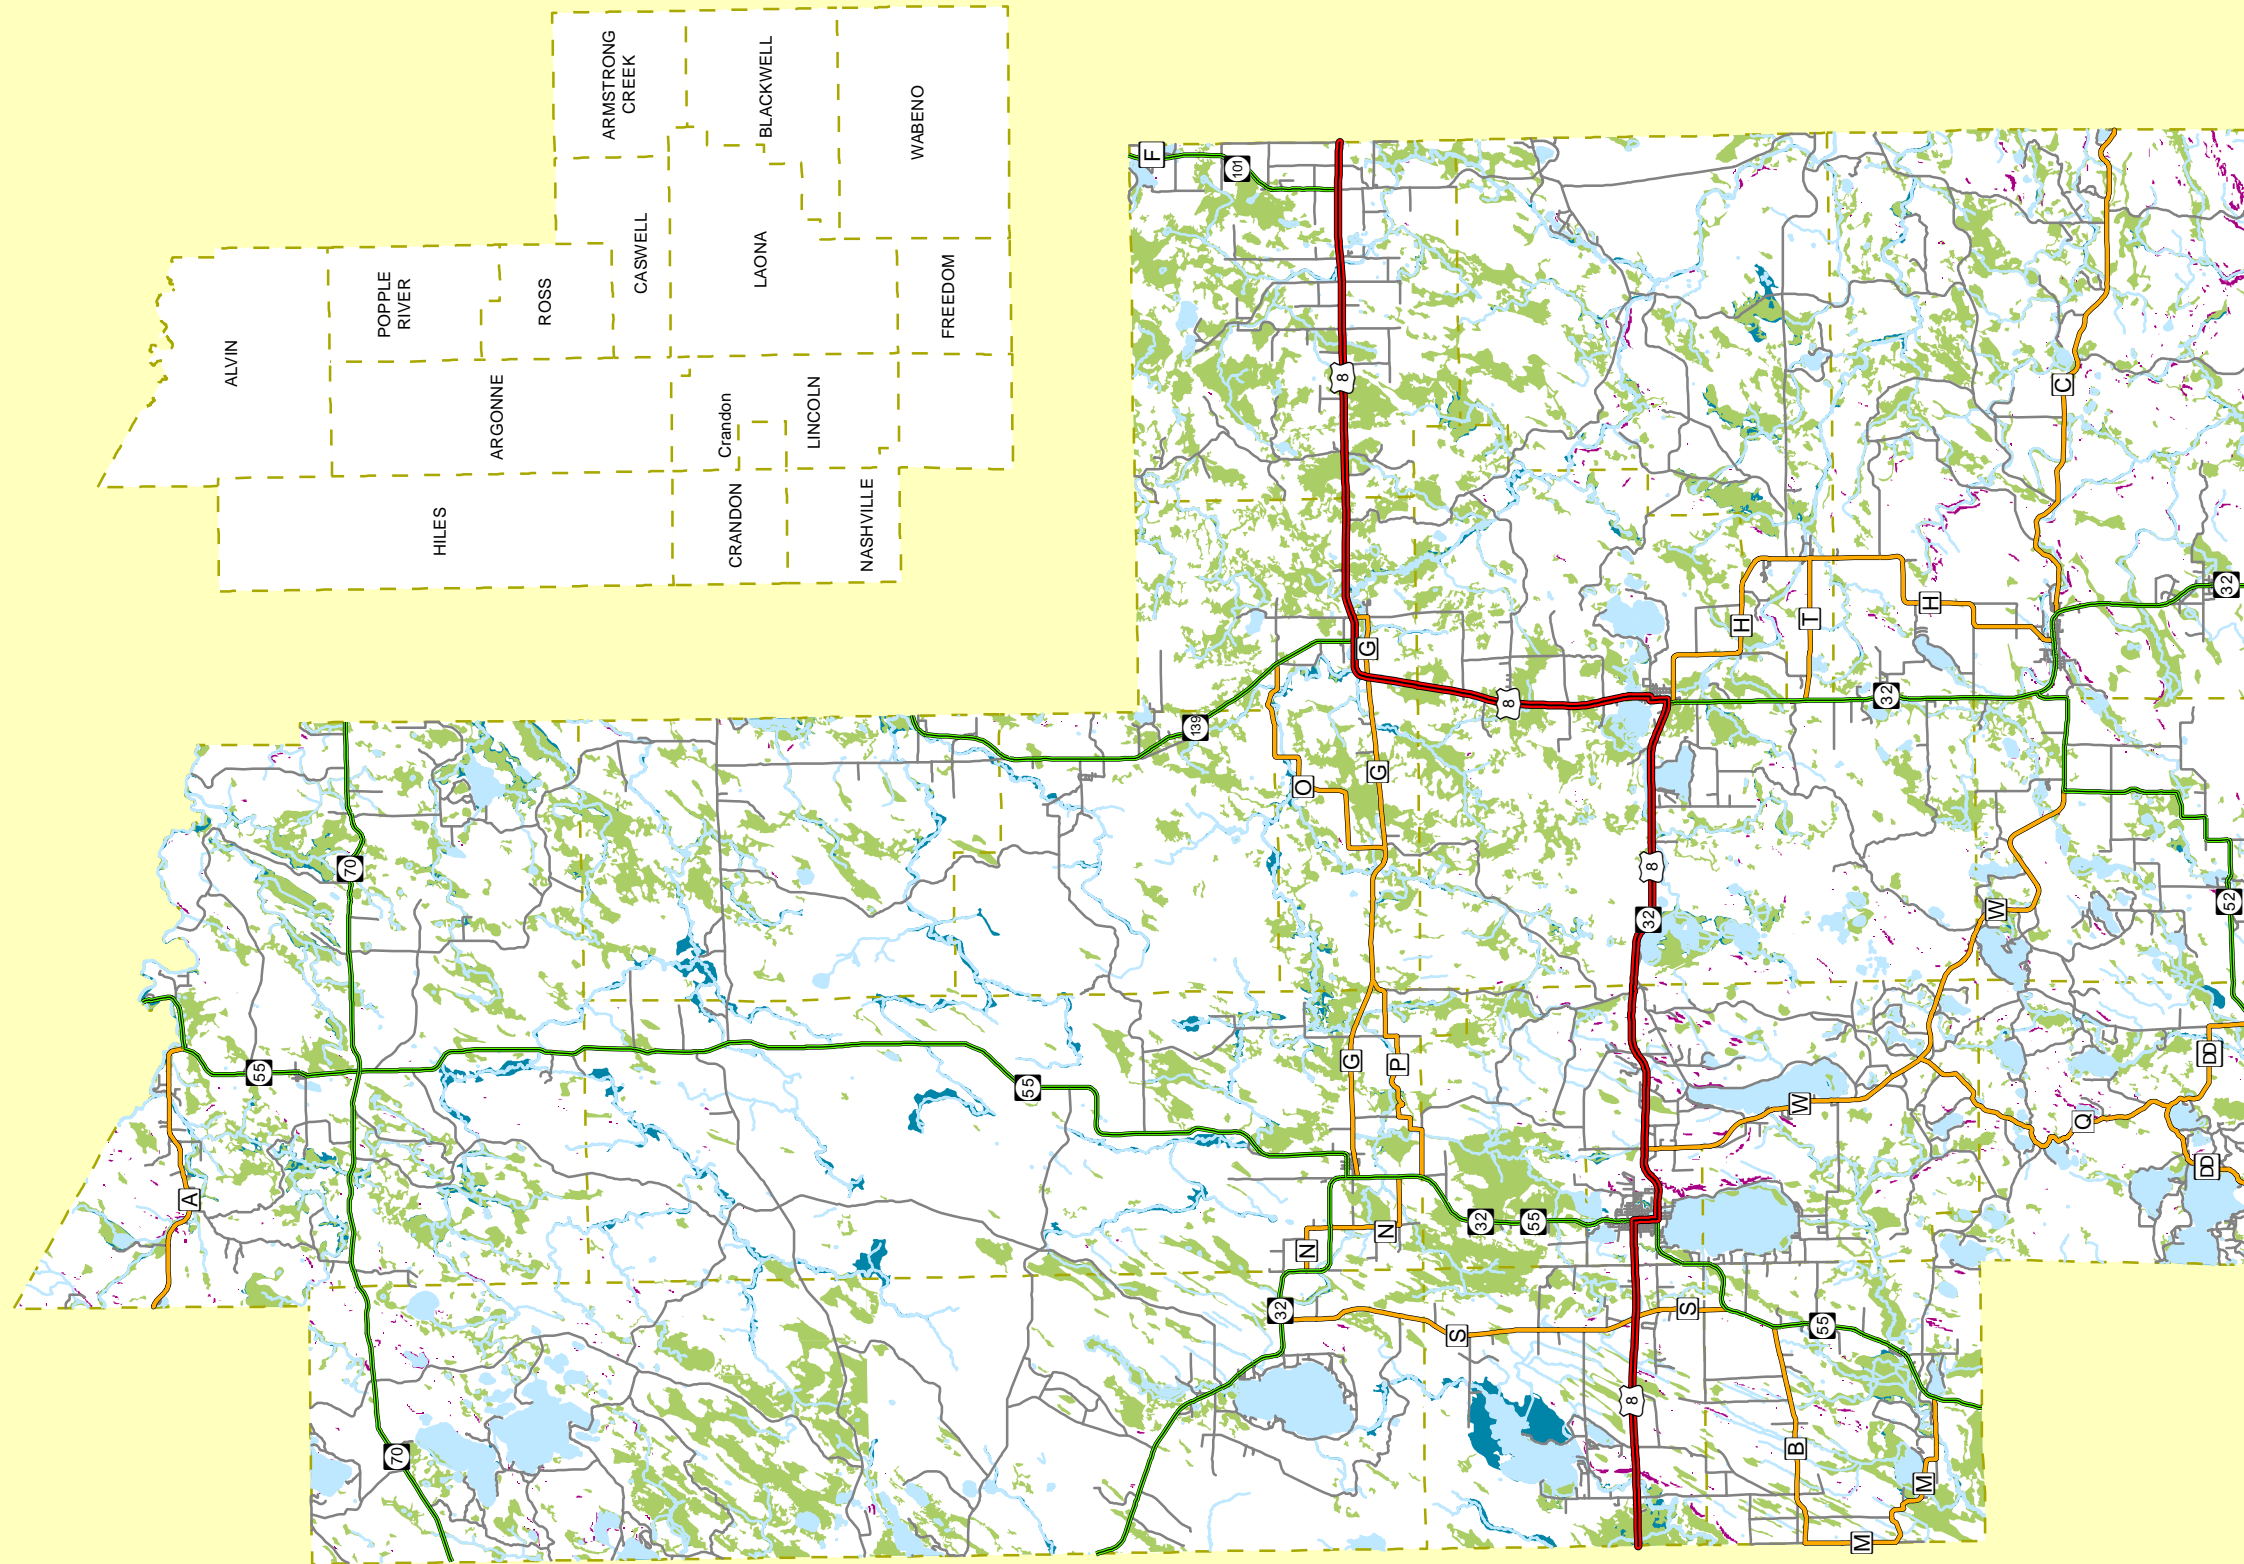 ALVIN
POPPLE
RIVER
ROSS
ARGONNE
HILES
ARMSTRONG
CREEK
CASWELL
BLACKWELL
LAONA
WABENO
Crandon
LINCOLN
FREEDOM
CRANDON
NASHVILLE
F
101
8
139
G
8
O
G
H
T
H
32
C
32
70
8
32
W
52
55
55
G
P
W
Q
DD
DD
A
N
N
32
55
32
S
S
55
70
8
B
M
M